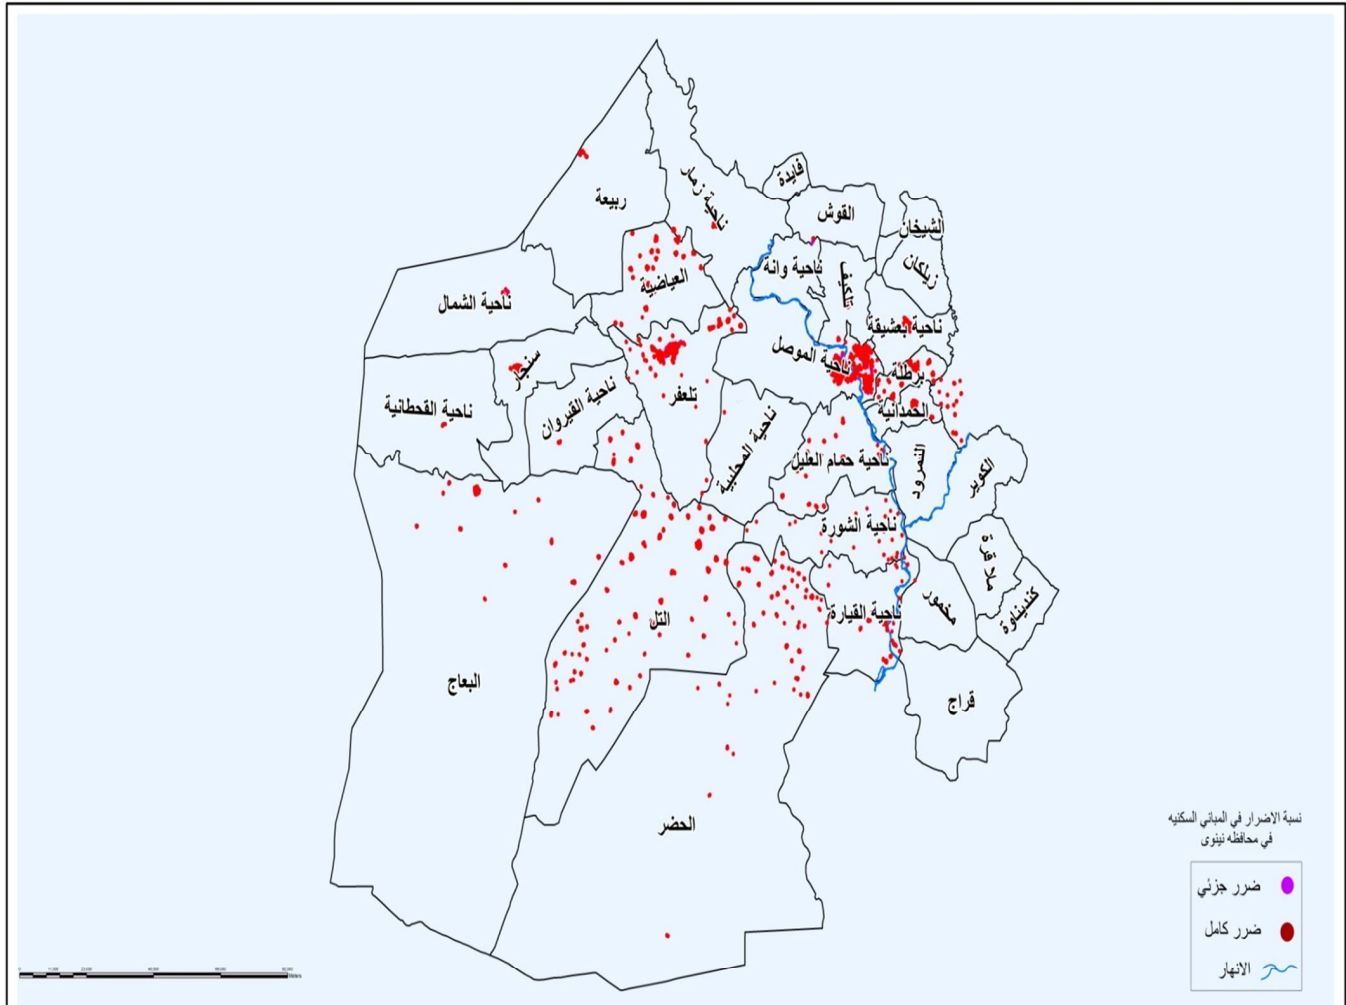 فايدة
ناحية زمار
ربيعة
القوش
الشيخان
زيلكان
ناحية وانة
تلكيف
العياضية
ناحية الشمال
ناحية بعشيقة
ناحية الموصل
برطلة
سنجار
تلعفر
ناحية القيروان
ناحية القحطانية
الحمدانية
ناحية المحلبية
ناحية حمام العليل
النمرود
الكوير
ناحية الشورة
ملا قرة
كنديناوة
مخمور
ناحية القيارة
التل
البعاج
قراج
الحضر
نسبة الاضرار في المباني السكنيه
في محافظه نينوى
ضرر جزئي
ضرر كامل
الانهار